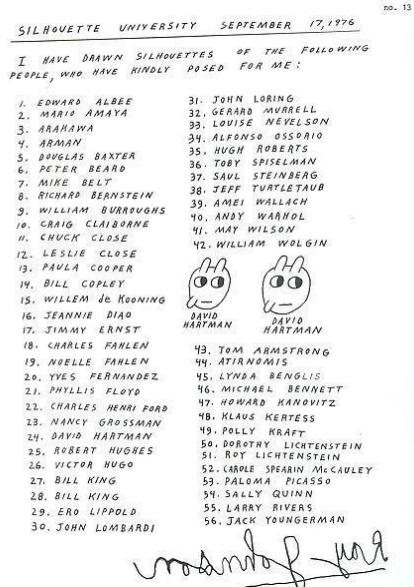 no. 13
SILHOUETTE UNIVERSITY SEPTEMBER 17, 1976
I HAVE DRAWN SILHOUETTES OF THE FOLLOWING
PEOPLE, WHO HAVE KINDLY POSED FOR ME:
1. EDWARD ALBEE
2. MARIO AMAYA
3. ARAKAWA
4. ARMAN
5. DOUGLAS BAXTER
6. PETER BEARD
7. MIKE BELT
8. RICHARD BERNSTEIN
9. WILLIAM BURROUGHS
10. CRAIG CLAIBORNE
11. CHUCK CLOSE
12. LESLIE CLOSE
13. PAULA COOPER
14. BILL COPLEY
15. WILLEM de KOONING
16. JEANNIE DIAO
17. JIMMY ERNST
18. CHARLES FAHLEN
19. NOELLE FAHLEN
20. YVES FERNANDEZ
21. PHYLLIS FLOYD
22. CHARLES HENRI FORD
23. NANCY GROSSMAN
24. DAVID HARTMAN
25. ROBERT HUGHES
26. VICTOR HUGO
27. BILL KING
28. BILL KING
29. ERO LIPPOLD
30. JOHN LOMBARDI
31. JOHN LORING
32. GERARD MURRELL
33. LOUISE NEVELSON
34. ALFONSO OSSORIO
35. HUGH ROBERTS
36. TOBY SPISELMAN
37. SAUL STEINBERG
38. JEFF TURTLETAUB
39. AMEI WALLACH
40. ANDY WARHOL
41. MAY WILSON
42. WILLIAM WOLGIN
DAVID
HARTMAN
DAVID
HARTMAN
43. TOM ARMSTRONG
44. ATIRNOMIS
45. LYNDA BENGLIS
46. MICHAEL BENNETT
47. HOWARD KANOVITZ
48. KLAUS KERTESS
49. POLLY KRAFT
50. DOROTHY LICHTENSTEIN
51. ROY LICHTENSTEIN
52. CAROLE SPEARIN McCAULEY
53. PALOMA PICASSO
54. SALLY QUINN
55. LARRY RIVERS
56. JACK YOUNGERMAN